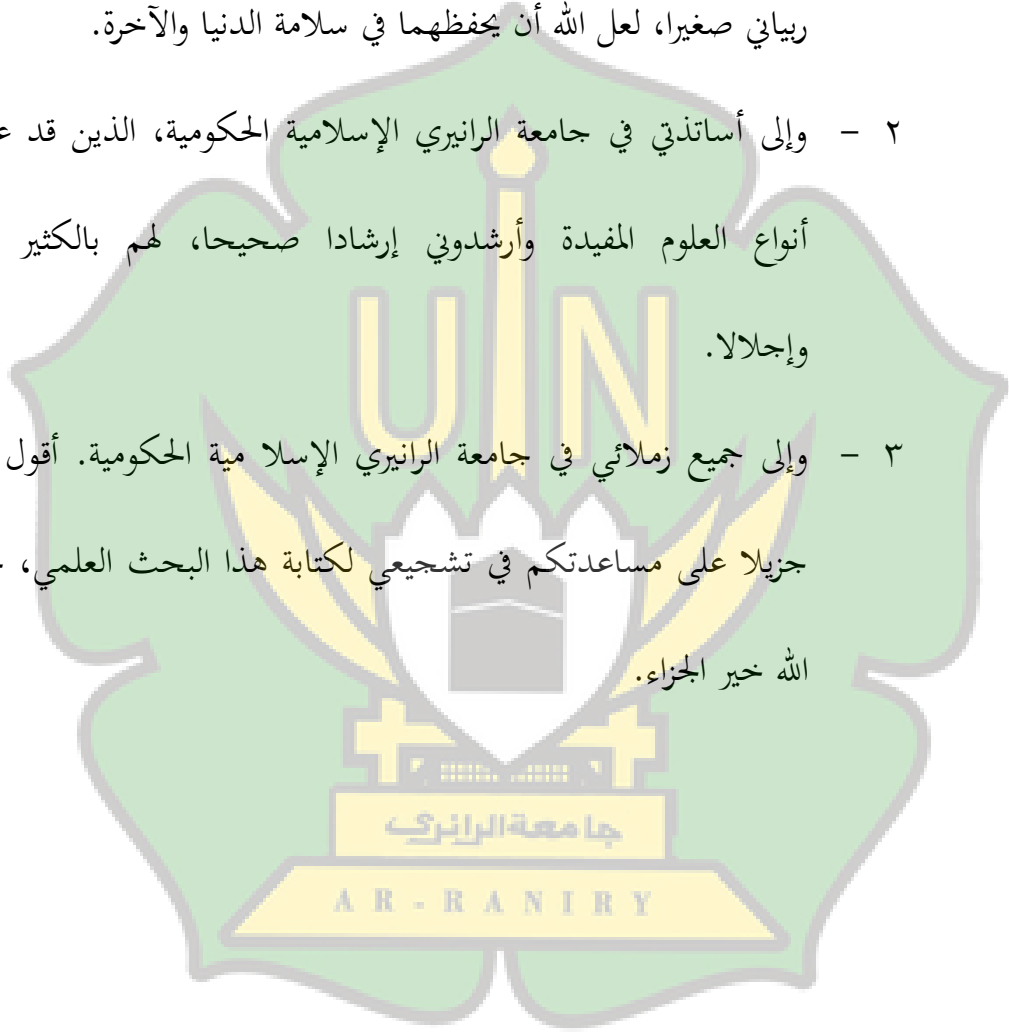 ربياني صغيرا، لعل الله أن يحفظهما في سلامة الدنيا والآخرة.
٢ - وإلى أساتذتي في جامعة الرانيري الإسلامية الحكومية، الذين قد
أنواع العلوم المفيدة وأرشدوني إرشادا صحيحا، لهم بالكثير
وإجلالا.
٣ - وإلى جميع زملائي في جامعة الرانيري الإسلا مية الحكومية. أقول
جزيلا على مساعدتكم في تشجيعي لكتابة هذا البحث العلمي،
الله خير الجزاء.
UIN
جامعة الرانري
AR-RANIRY